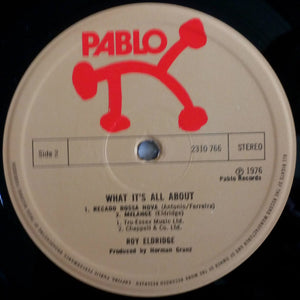 PABLO
Side 2
2310 766
STEREO
℗ 1976
Pablo Records
WHAT IT'S ALL ABOUT
1. RECADO BOSSA NOVA (Antonio/Ferreira)
2. MELANGE (Eldridge)
1. Tro-Essex Music Ltd.
2. Chappell & Co. Ltd.
ROY ELDRIDGE
Produced by Norman Granz